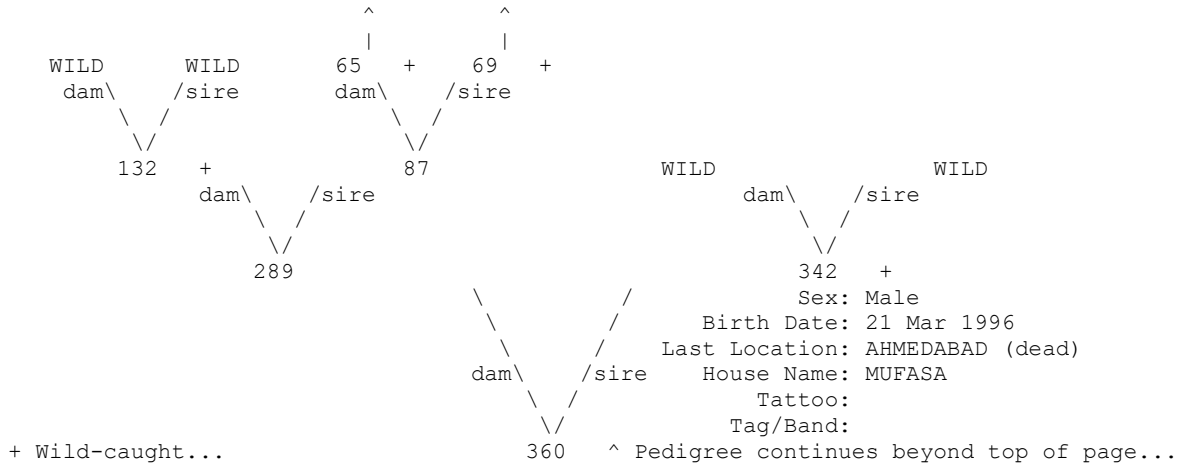 ^ ^
| |
WILD WILD 65 + 69 +
dam\ /sire dam\ /sire
\ / \ /
\/ \/
132 + 87 WILD WILD
dam\ /sire dam\ /sire
\ / \ /
\/ \/
289 342 +
\ / Sex: Male
\ / Birth Date: 21 Mar 1996
\ / Last Location: AHMEDABAD (dead)
dam\ /sire House Name: MUFASA
\ / Tattoo:
\/ Tag/Band:
+ Wild-caught... 360 ^ Pedigree continues beyond top of page...